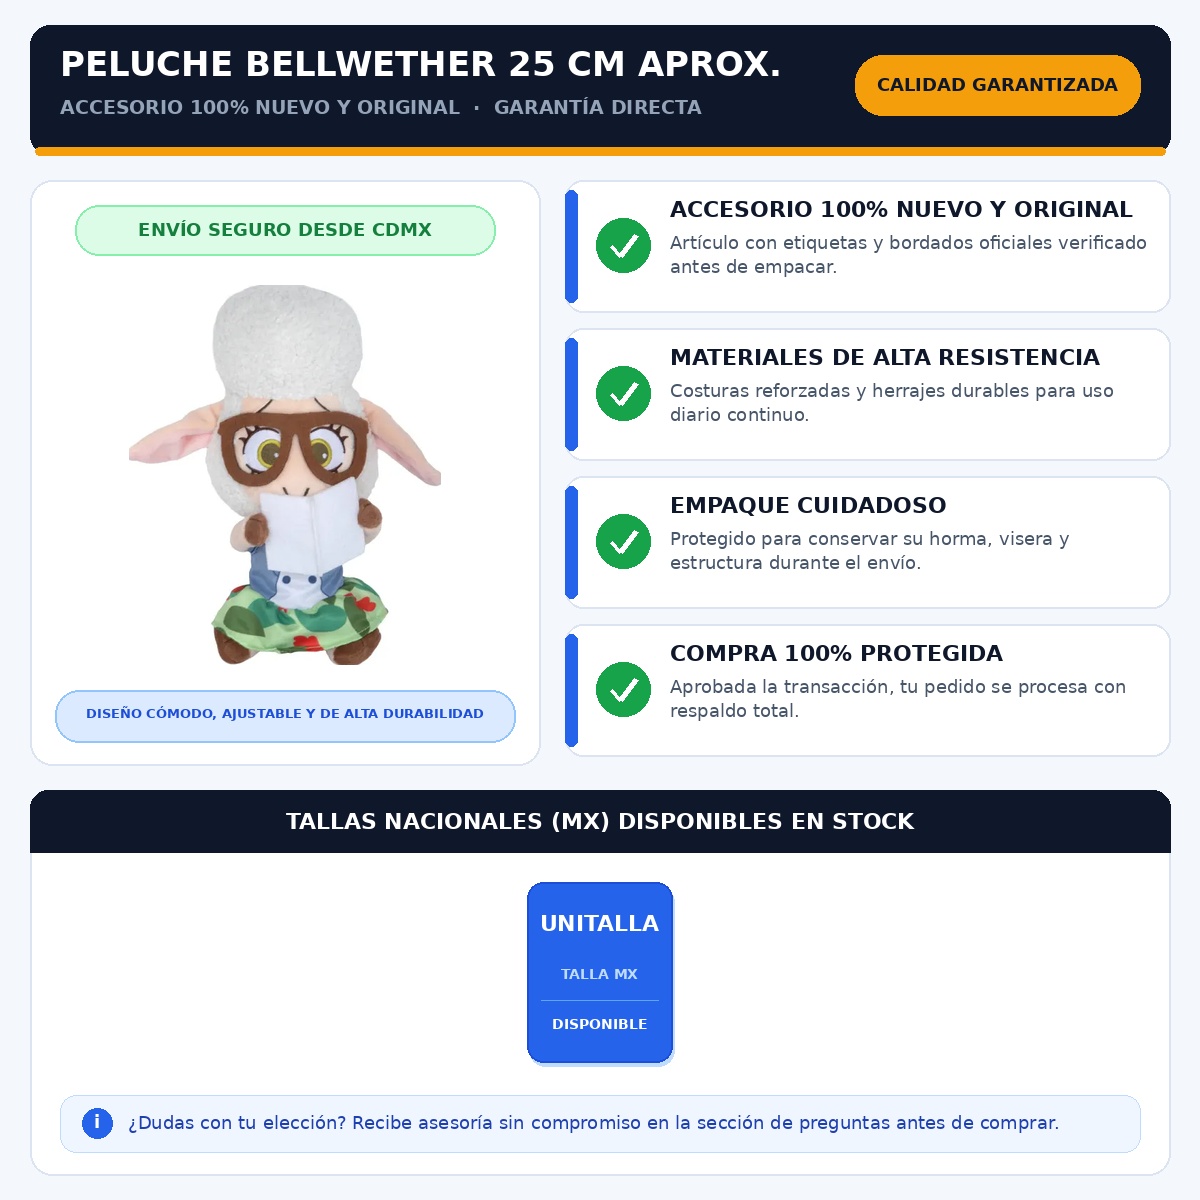 PELUCHE BELLWETHER 25 CM APROX.
ACCESORIO 100% NUEVO Y ORIGINAL · GARANTÍA DIRECTA
CALIDAD GARANTIZADA
ENVÍO SEGURO DESDE CDMX
DISEÑO CÓMODO, AJUSTABLE Y DE ALTA DURABILIDAD
ACCESORIO 100% NUEVO Y ORIGINAL
Artículo con etiquetas y bordados oficiales verificado
antes de empacar.
MATERIALES DE ALTA RESISTENCIA
Costuras reforzadas y herrajes durables para uso
diario continuo.
EMPAQUE CUIDADOSO
Protegido para conservar su horma, visera y
estructura durante el envío.
COMPRA 100% PROTEGIDA
Aprobada la transacción, tu pedido se procesa con
respaldo total.
TALLAS NACIONALES (MX) DISPONIBLES EN STOCK
UNITALLA
TALLA MX
DISPONIBLE
i ¿Dudas con tu elección? Recibe asesoría sin compromiso en la sección de preguntas antes de comprar.